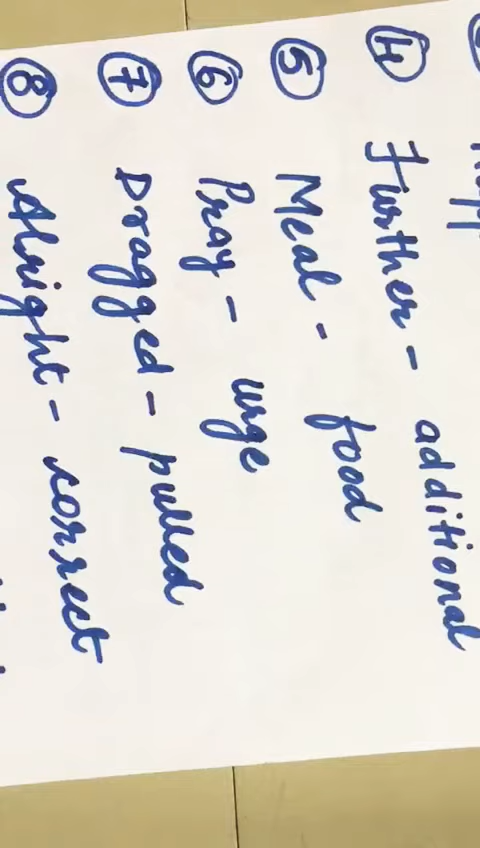 ④ Further - additional
⑤ Meal - food
⑥ Pray - urge
⑦ Dragged - pulled
⑧ Alright - correct